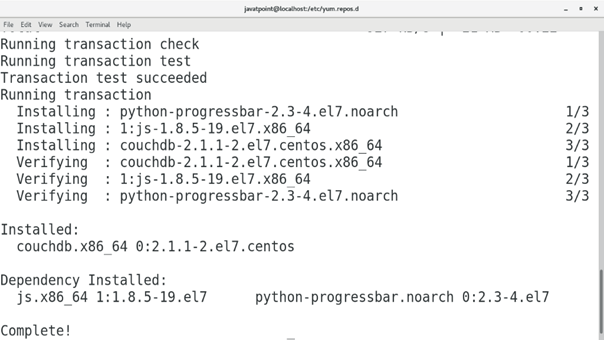 javatpoint@localhost:/etc/yum.repos.d
File Edit View Search Terminal Help
Running transaction check
Running transaction test
Transaction test succeeded
Running transaction
  Installing : python-progressbar-2.3-4.el7.noarch 1/3
  Installing : 1:js-1.8.5-19.el7.x86_64 2/3
  Installing : couchdb-2.1.1-2.el7.centos.x86_64 3/3
  Verifying  : couchdb-2.1.1-2.el7.centos.x86_64 1/3
  Verifying  : 1:js-1.8.5-19.el7.x86_64 2/3
  Verifying  : python-progressbar-2.3-4.el7.noarch 3/3
Installed:
  couchdb.x86_64 0:2.1.1-2.el7.centos
Dependency Installed:
  js.x86_64 1:1.8.5-19.el7 python-progressbar.noarch 0:2.3-4.el7
Complete!